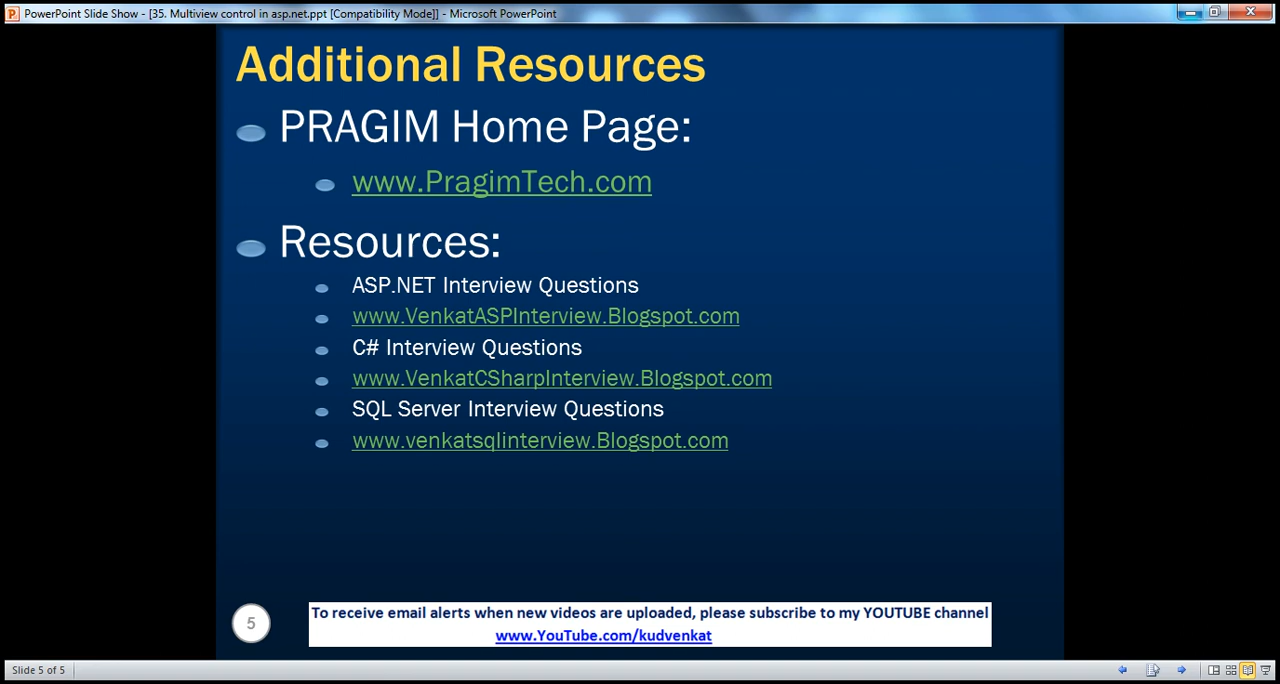 PowerPoint Slide Show - [35. Multiview control in asp.net.ppt [Compatibility Mode]] - Microsoft PowerPoint
Additional Resources
PRAGIM Home Page:
www.PragimTech.com
Resources:
ASP.NET Interview Questions
www.VenkatASPInterview.Blogspot.com
C# Interview Questions
www.VenkatCSharpInterview.Blogspot.com
SQL Server Interview Questions
www.venkatsqlinterview.Blogspot.com
5
To receive email alerts when new videos are uploaded, please subscribe to my YOUTUBE channel
www.YouTube.com/kudvenkat
Slide 5 of 5